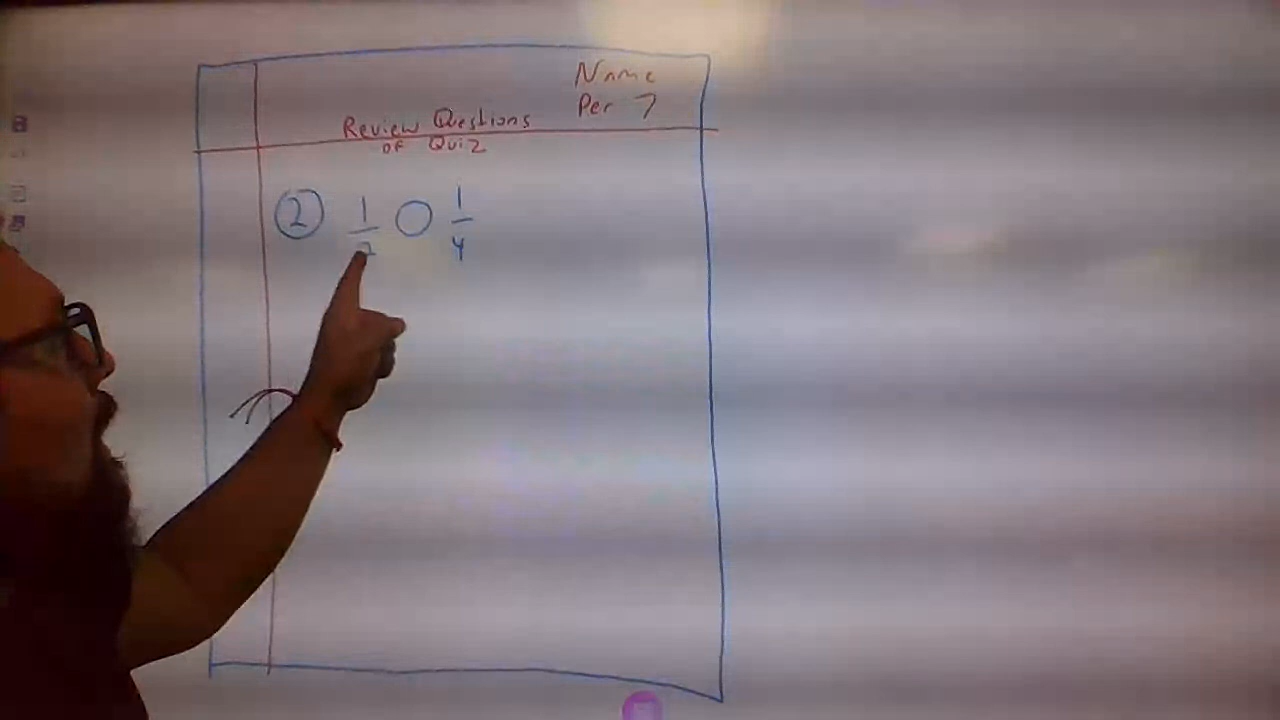 Name
Per 7
Review Questions
of Quiz
2 1/2 ○ 1/4